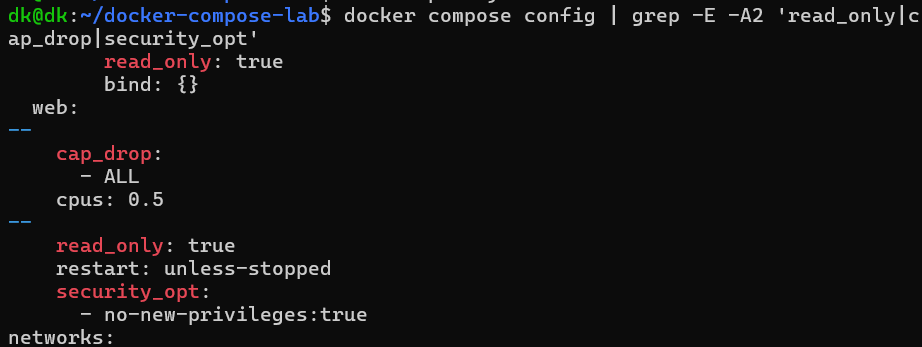 dk@dk:~/docker-compose-lab$ docker compose config | grep -E -A2 'read_only|c
ap_drop|security_opt'
        read_only: true
        bind: {}
  web:
--
    cap_drop:
      - ALL
    cpus: 0.5
--
    read_only: true
    restart: unless-stopped
    security_opt:
      - no-new-privileges:true
networks: